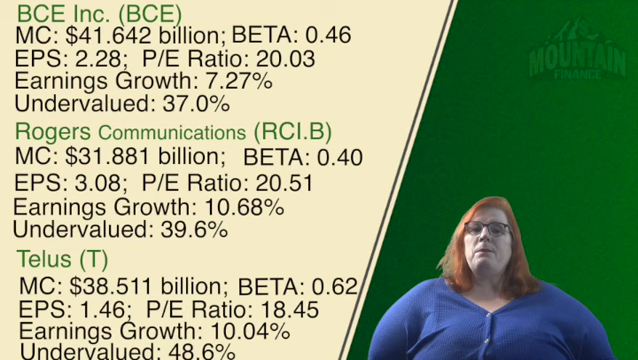 BCE Inc. (BCE)
MC: $41.642 billion; BETA: 0.46
EPS: 2.28; P/E Ratio: 20.03
Earnings Growth: 7.27%
Undervalued: 37.0%
Rogers Communications (RCI.B)
MC: $31.881 billion; BETA: 0.40
EPS: 3.08; P/E Ratio: 20.51
Earnings Growth: 10.68%
Undervalued: 39.6%
Telus (T)
MC: $38.511 billion; BETA: 0.62
EPS: 1.46; P/E Ratio: 18.45
Earnings Growth: 10.04%
Undervalued: 48.6%
MOUNTAIN
FINANCE